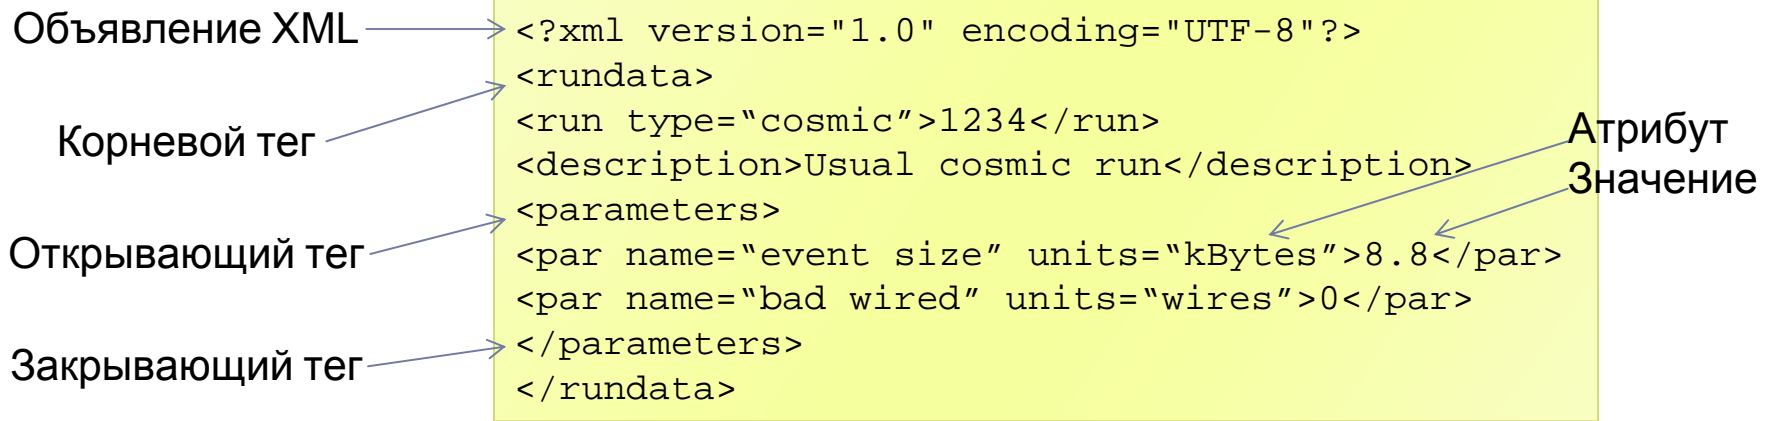 Объявление XML
Корневой тег
Открывающий тег
Закрывающий тег
<?xml version="1.0" encoding="UTF-8"?>
<rundata>
<run type=“cosmic”>1234</run>
<description>Usual cosmic run</description>
<parameters>
<par name=“event size” units=“kBytes”>8.8</par>
<par name=“bad wired” units=“wires”>0</par>
</parameters>
</rundata>
Атрибут
Значение